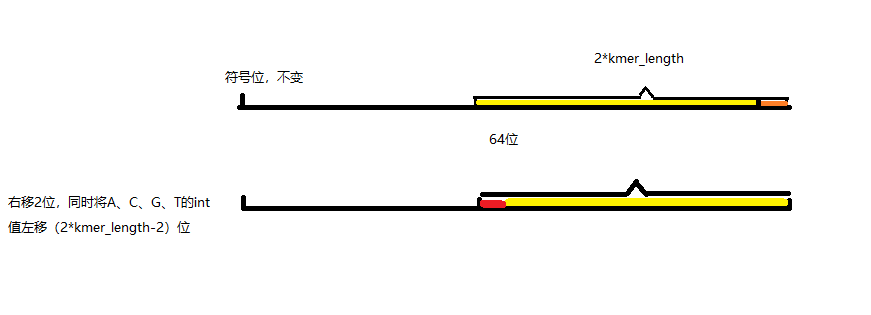 2*kmer_length
符号位，不变
64位
右移2位，同时将A、C、G、T的int
值左移（2*kmer_length-2）位